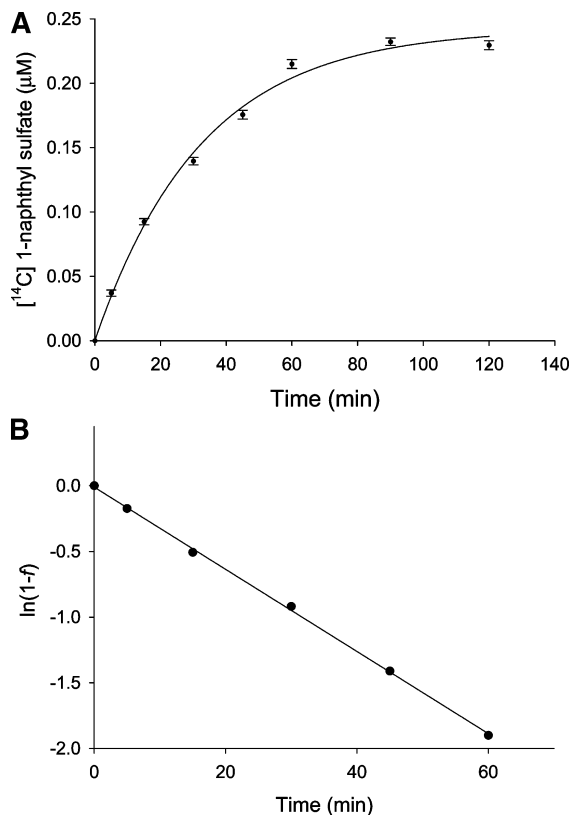 A
[¹⁴C] 1-naphthyl sulfate (μM)
0.25
0.20
0.15
0.10
0.05
0.00
0 20 40 60 80 100 120 140
Time (min)
B
ln(1-f)
0.0
-0.5
-1.0
-1.5
-2.0
0 20 40 60
Time (min)